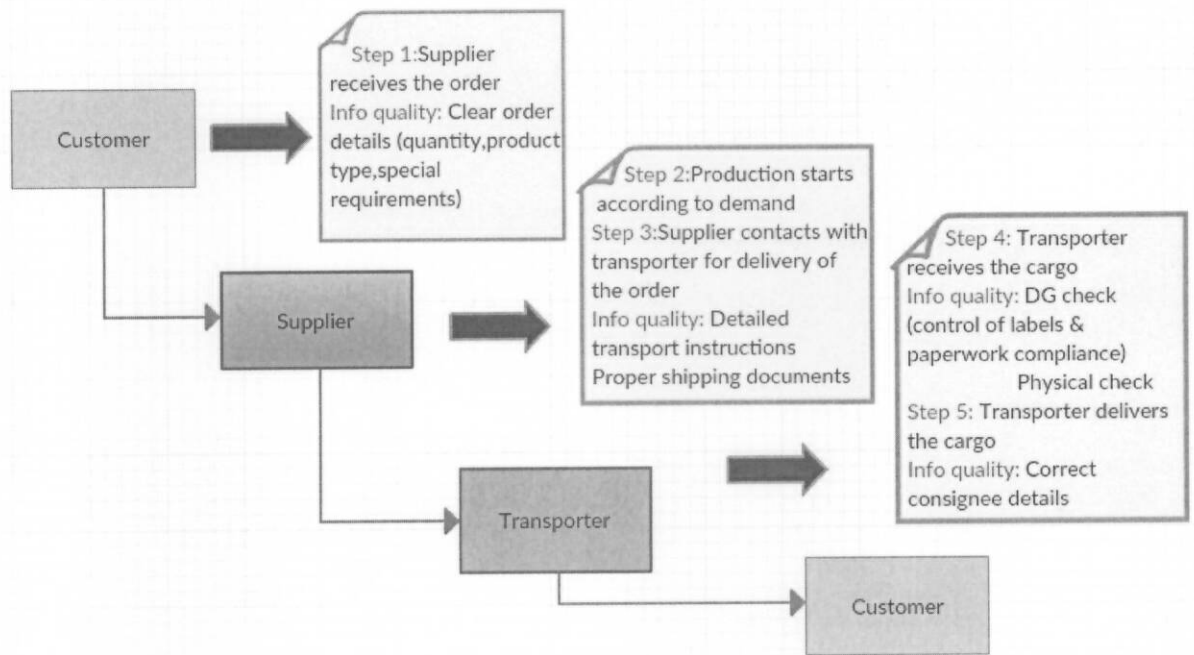 Customer
Step 1:Supplier
receives the order
Info quality: Clear order
details (quantity,product
type,special
requirements)
Supplier
Step 2:Production starts
according to demand
Step 3:Supplier contacts with
transporter for delivery of
the order
Info quality: Detailed
transport instructions
Proper shipping documents
Transporter
Step 4: Transporter
receives the cargo
Info quality: DG check
(control of labels &
paperwork compliance)
Physical check
Step 5: Transporter delivers
the cargo
Info quality: Correct
consignee details
Customer